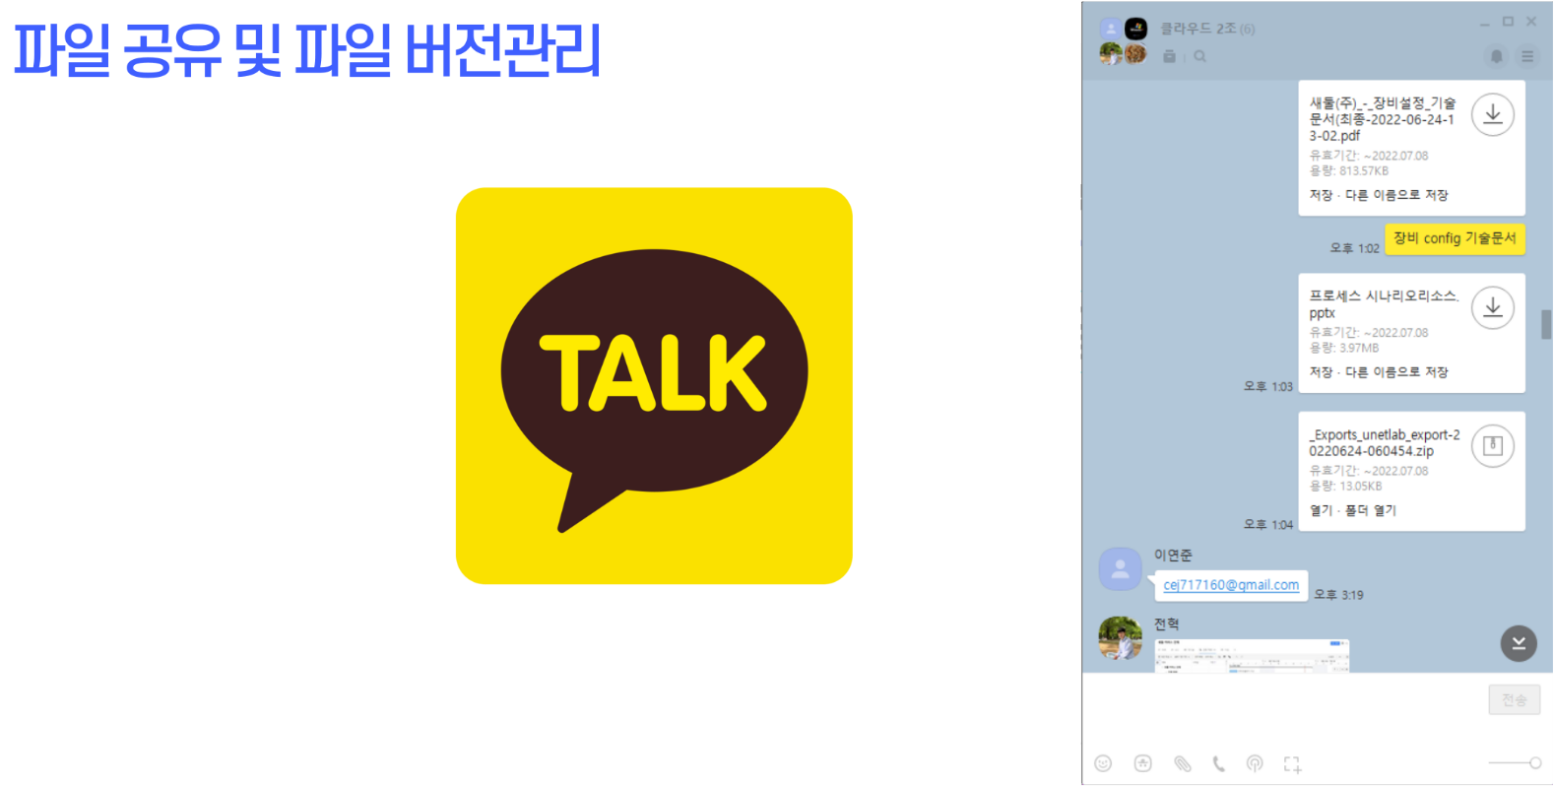 파일 공유 및 파일 버전관리
TALK
클라우드 2조 (6)
새둘(주)_-_장비설정_기술
문서(최종-2022-06-24-1
3-02.pdf
유효기간: ~2022.07.08
용량: 813.57KB
저장 · 다른 이름으로 저장
장비 config 기술문서
오후 1:02
프로세스 시나리오리소스.
pptx
유효기간: ~2022.07.08
용량: 3.97MB
저장 · 다른 이름으로 저장
오후 1:03
_Exports_unetlab_export-2
0220624-060454.zip
유효기간: ~2022.07.08
용량: 13.05KB
열기 · 폴더 열기
오후 1:04
이연준
cej717160@gmail.com
오후 3:19
전혁
전송